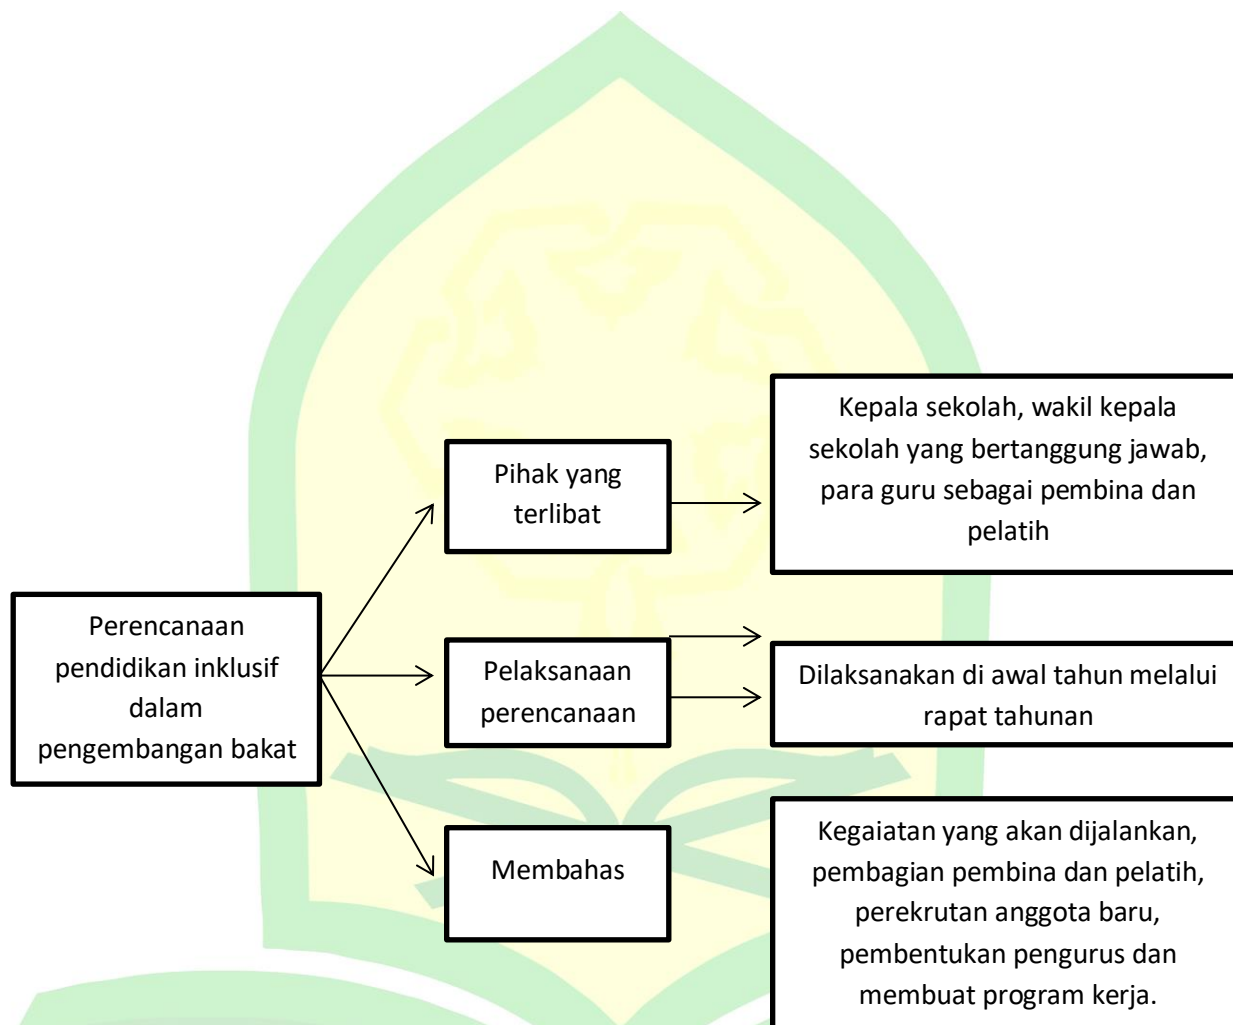 Perencanaan
pendidikan inklusif
dalam
pengembangan bakat
Pihak yang
terlibat
Kepala sekolah, wakil kepala
sekolah yang bertanggung jawab,
para guru sebagai pembina dan
pelatih
Pelaksanaan
perencanaan
Dilaksanakan di awal tahun melalui
rapat tahunan
Membahas
Kegaiatan yang akan dijalankan,
pembagian pembina dan pelatih,
perekrutan anggota baru,
pembentukan pengurus dan
membuat program kerja.